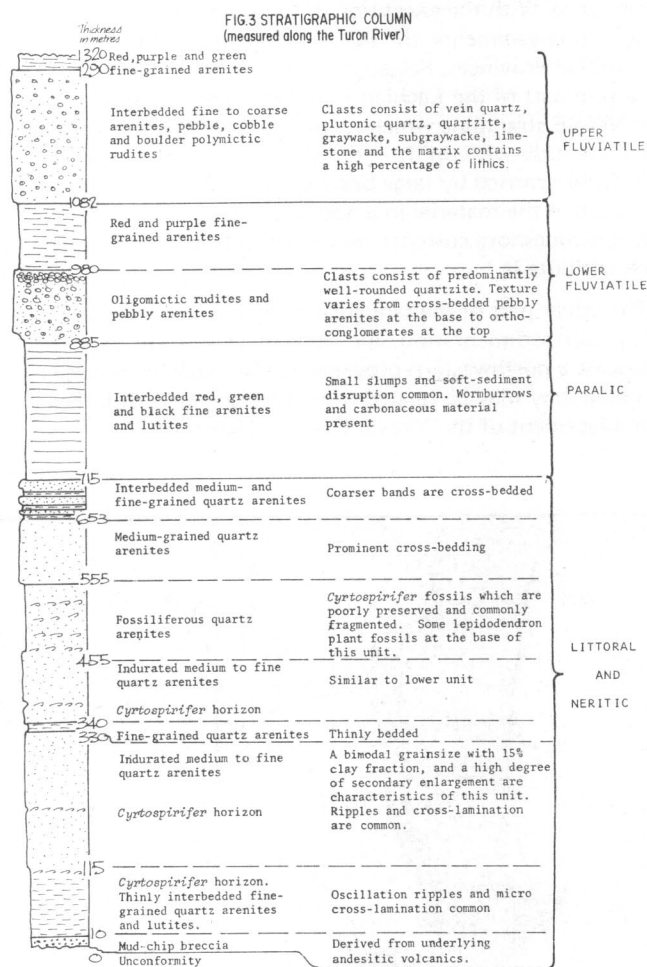 FIG.3 STRATIGRAPHIC COLUMN
(measured along the Turon River)
Thickness
in metres
1320 Red, purple and green
1290 fine-grained arenites
Interbedded fine to coarse
arenites, pebble, cobble
and boulder polymictic
rudites
Clasts consist of vein quartz,
plutonic quartz, quartzite,
graywacke, subgraywacke, lime-
stone and the matrix contains
a high percentage of lithics.
UPPER
FLUVIATILE
1082
Red and purple fine-
grained arenites
980
Oligomictic rudites and
pebbly arenites
Clasts consist of predominantly
well-rounded quartzite. Texture
varies from cross-bedded pebbly
arenites at the base to ortho-
conglomerates at the top
LOWER
FLUVIATILE
885
Interbedded red, green
and black fine arenites
and lutites
Small slumps and soft-sediment
disruption common. Wormburrows
and carbonaceous material
present
PARALIC
715
Interbedded medium- and
fine-grained quartz arenites
Coarser bands are cross-bedded
653
Medium-grained quartz
arenites
Prominent cross-bedding
555
Fossiliferous quartz
arenites
Cyrtospirifer fossils which are
poorly preserved and commonly
fragmented. Some lepidodendron
plant fossils at the base of
this unit.
455
Indurated medium to fine
quartz arenites
Similar to lower unit
Cyrtospirifer horizon
340
330 Fine-grained quartz arenites
Thinly bedded
Indurated medium to fine
quartz arenites
Cyrtospirifer horizon
A bimodal grainsize with 15%
clay fraction, and a high degree
of secondary enlargement are
characteristics of this unit.
Ripples and cross-lamination
are common.
LITTORAL
AND
NERITIC
115
Cyrtospirifer horizon.
Thinly interbedded fine-
grained quartz arenites
and lutites.
Oscillation ripples and micro
cross-lamination common
10
Mud-chip breccia
0
Unconformity
Derived from underlying
andesitic volcanics.